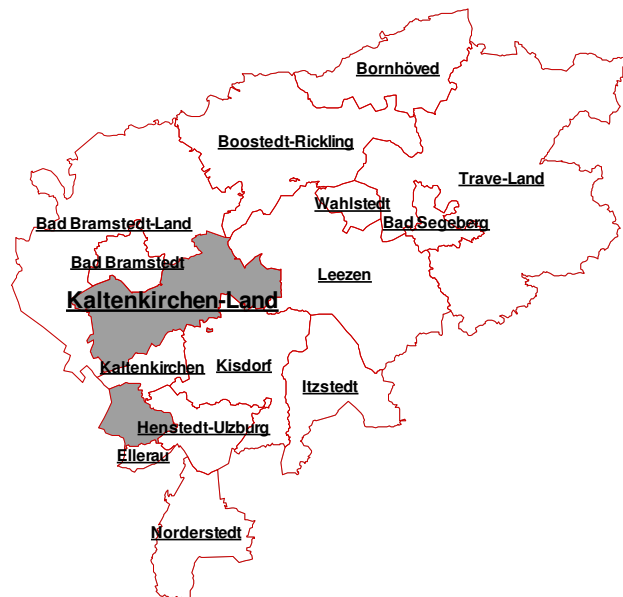 Bornhöved
Boostedt-Rickling
Trave-Land
Wahlstedt
Bad Bramstedt-Land
Bad Segeberg
Bad Bramstedt
Leezen
Kaltenkirchen-Land
Kaltenkirchen
Kisdorf
Itzstedt
Henstedt-Ulzburg
Ellerau
Norderstedt